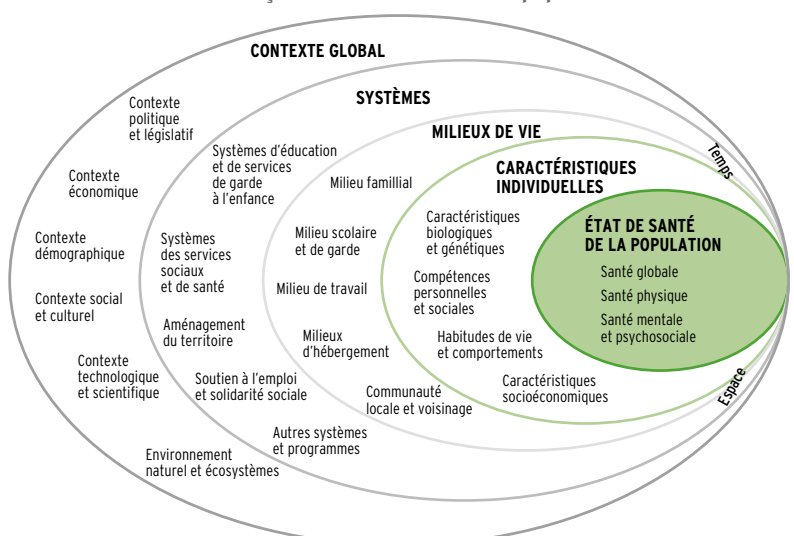 CONTEXTE GLOBAL
Contexte
politique
et législatif
Contexte
économique
Contexte
démographique
Contexte social
et culturel
Contexte
technologique
et scientifique
Environnement
naturel et écosystèmes
SYSTÈMES
Systèmes d'éducation
et de services
de garde
à l'enfance
Systèmes
des services
sociaux
et de santé
Aménagement
du territoire
Soutien à l'emploi
et solidarité sociale
Autres systèmes
et programmes
MILIEUX DE VIE
Milieu famillial
Milieu scolaire
et de garde
Milieu de travail
Milieux
d'hébergement
Communauté
locale et voisinage
CARACTÉRISTIQUES
INDIVIDUELLES
Caractéristiques
biologiques
et génétiques
Compétences
personnelles
et sociales
Habitudes de vie
et comportements
Caractéristiques
socioéconomiques
ÉTAT DE SANTÉ
DE LA POPULATION
Santé globale
Santé physique
Santé mentale
et psychosociale
Temps
Espace